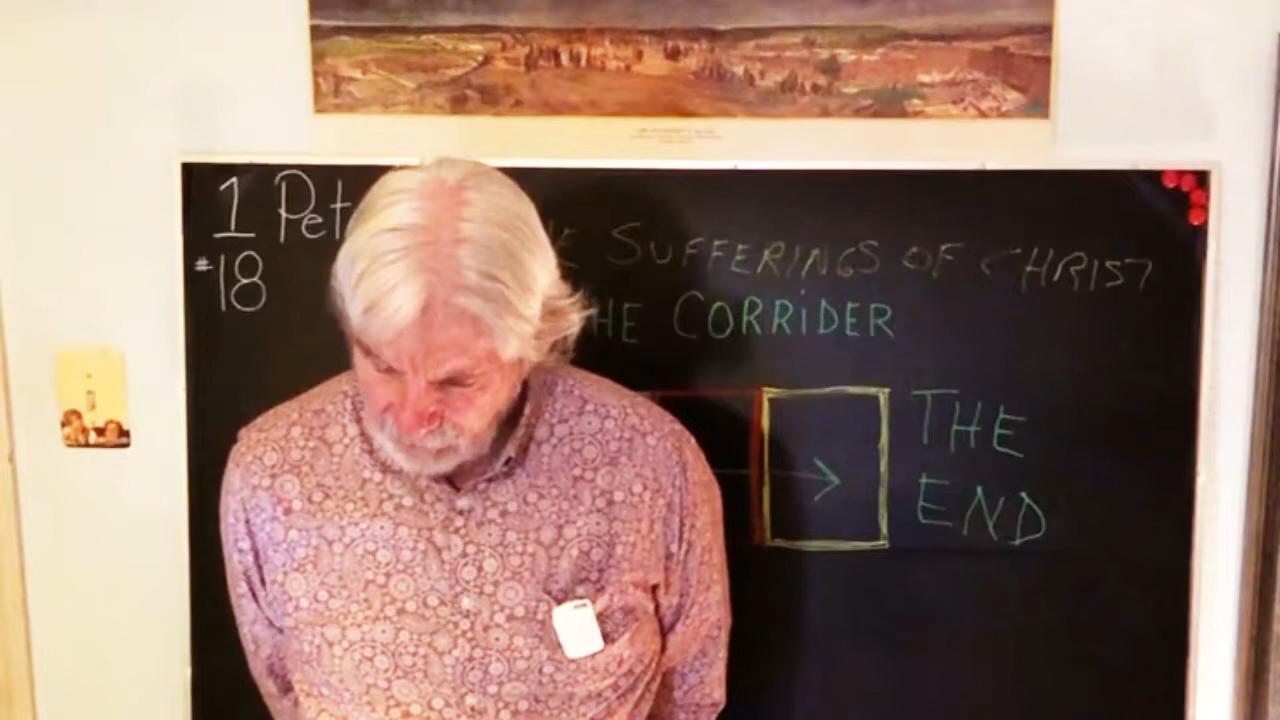 1 Pet
#18
SUFFERINGS OF CHRIST
HE CORRIDER
THE
END